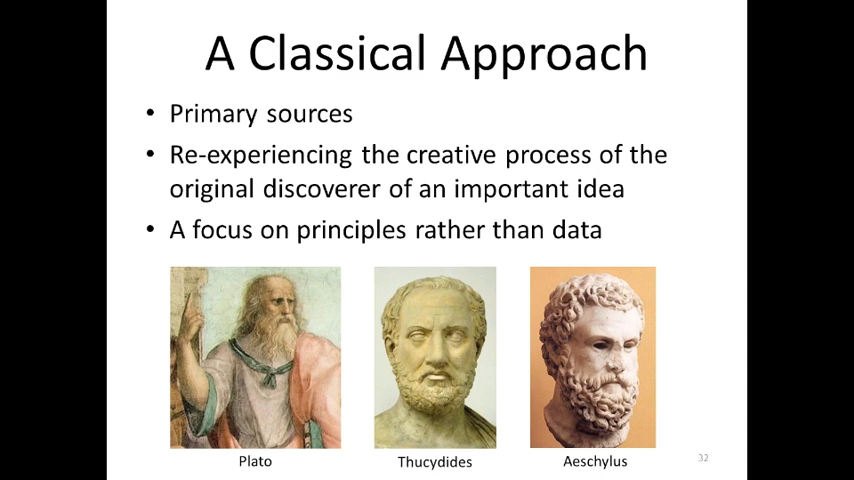 A Classical Approach
• Primary sources
• Re-experiencing the creative process of the
original discoverer of an important idea
• A focus on principles rather than data
Plato
Thucydides
Aeschylus
32